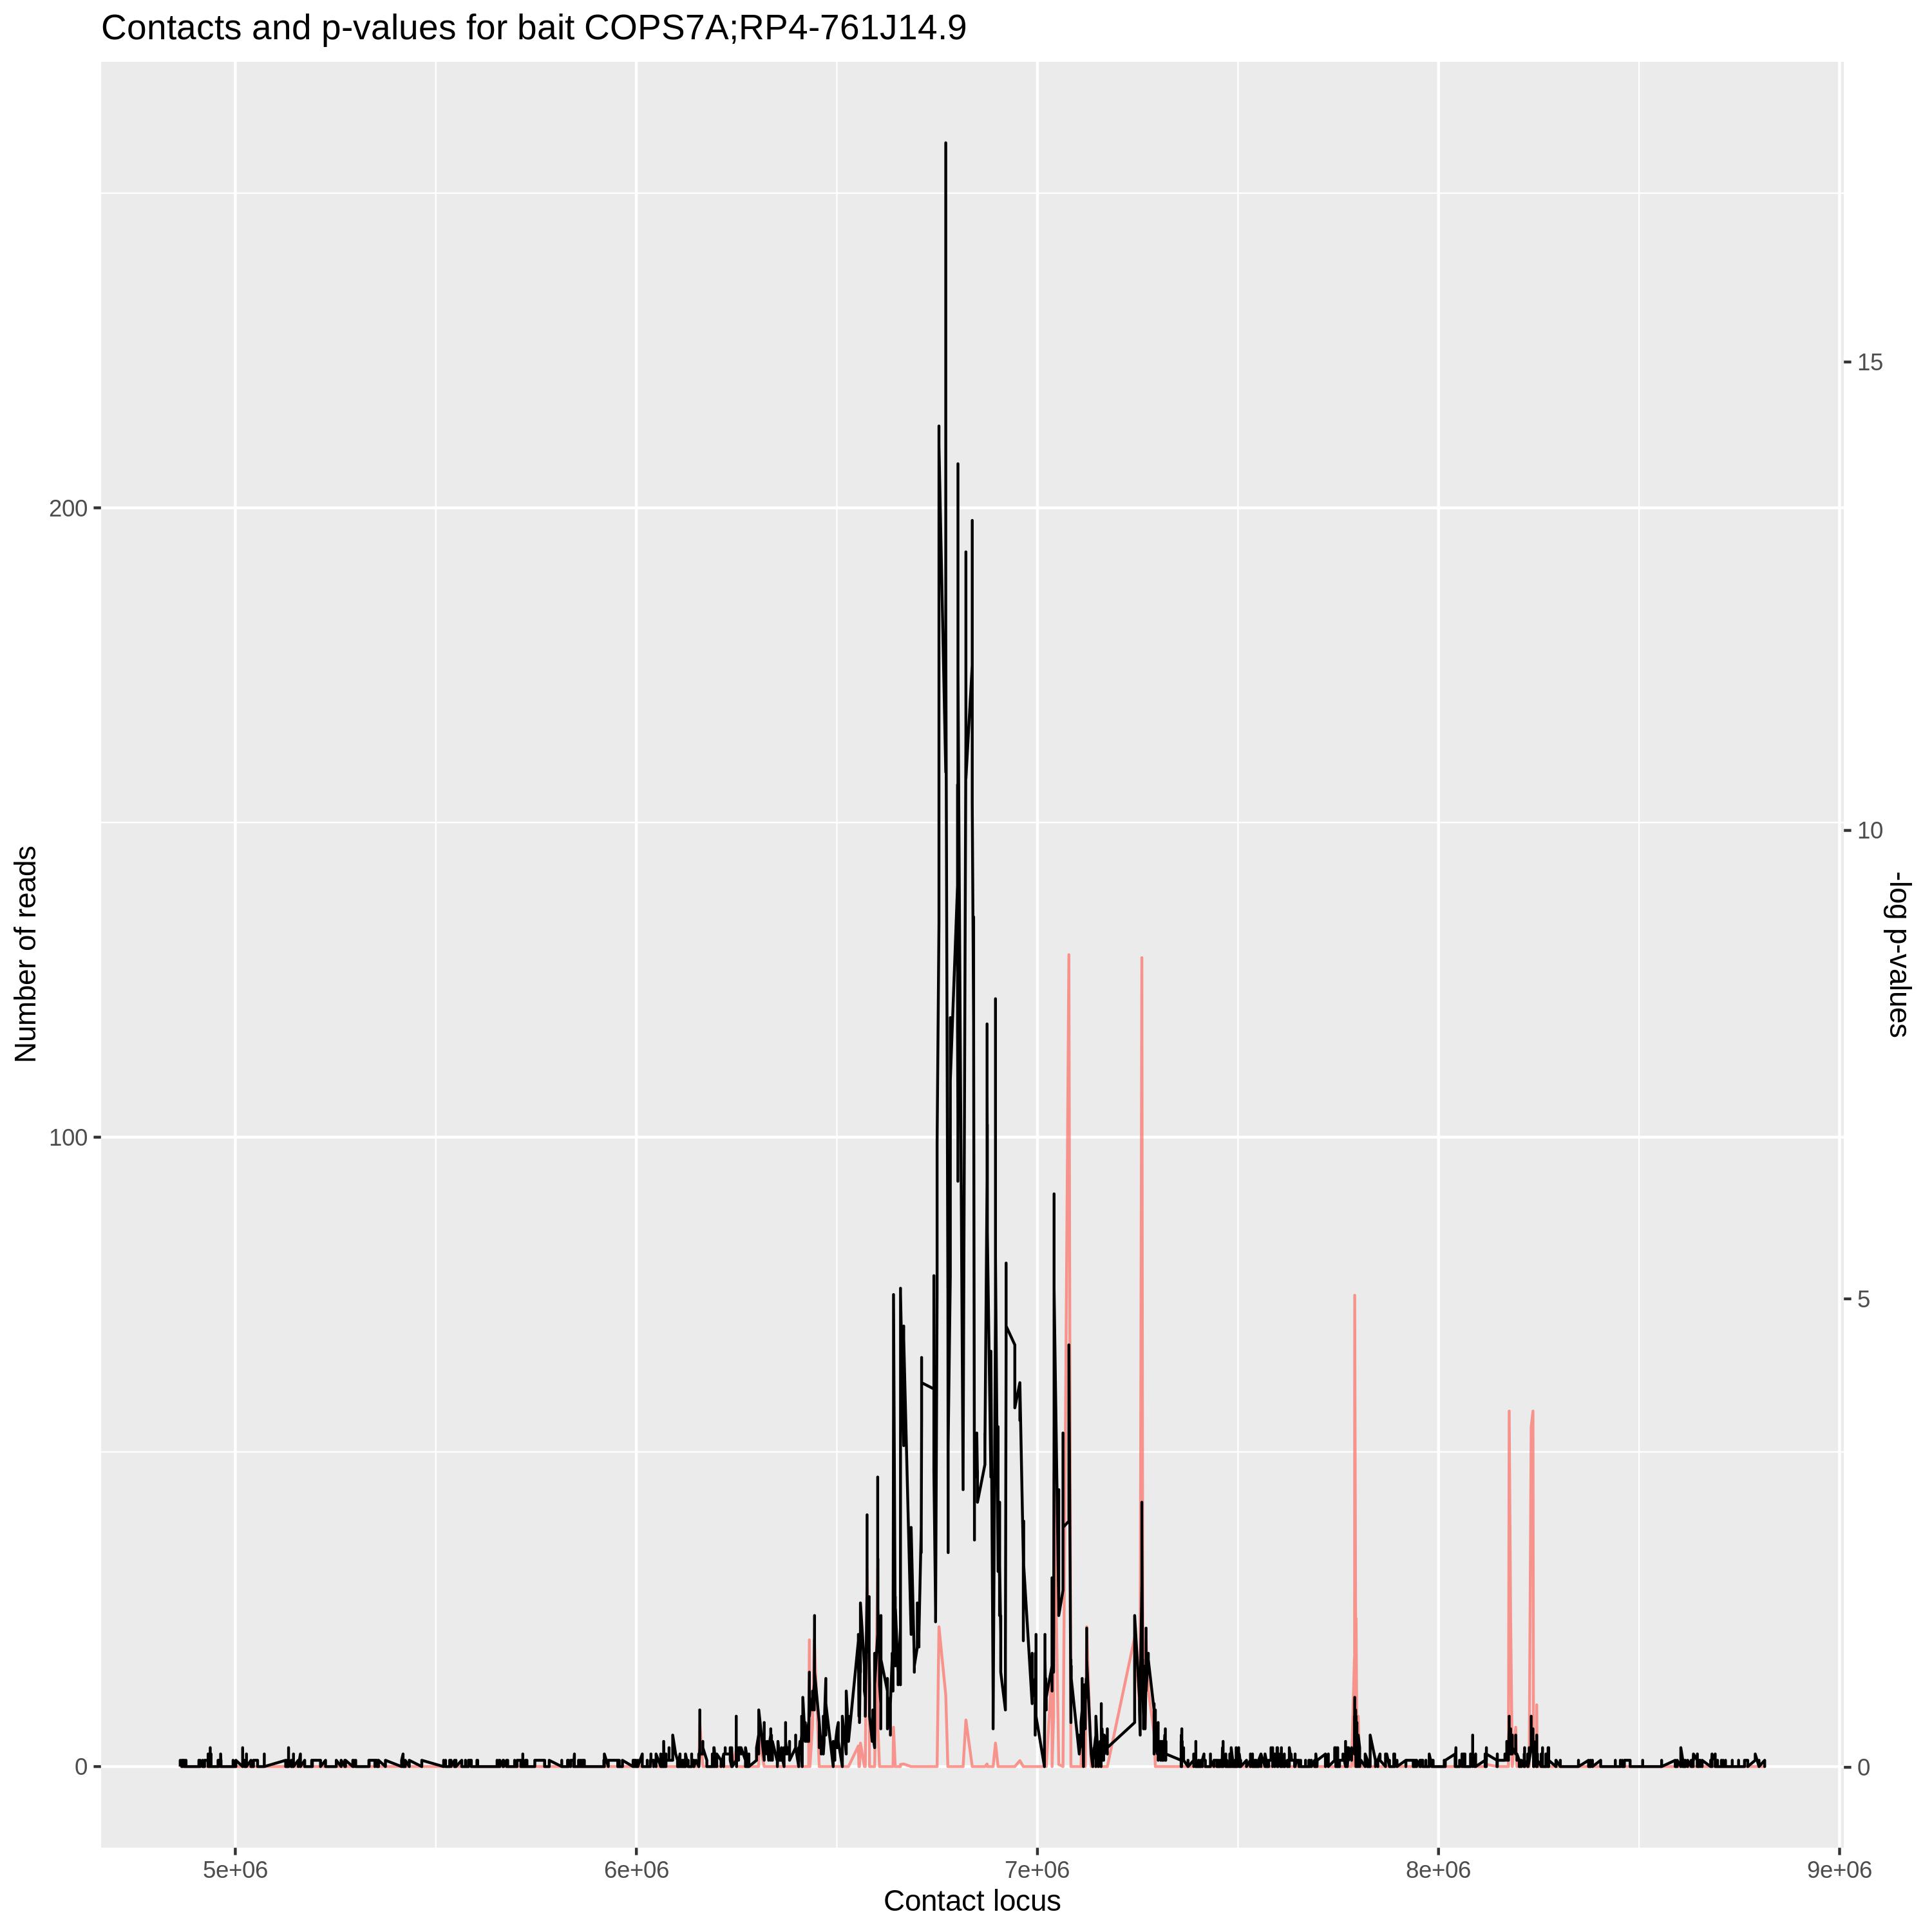 Contacts and p-values for bait COPS7A;RP4-761J14.9
200
100
0
Number of reads
15
10
5
0
-log p-values
5e+06
6e+06
7e+06
8e+06
9e+06
Contact locus